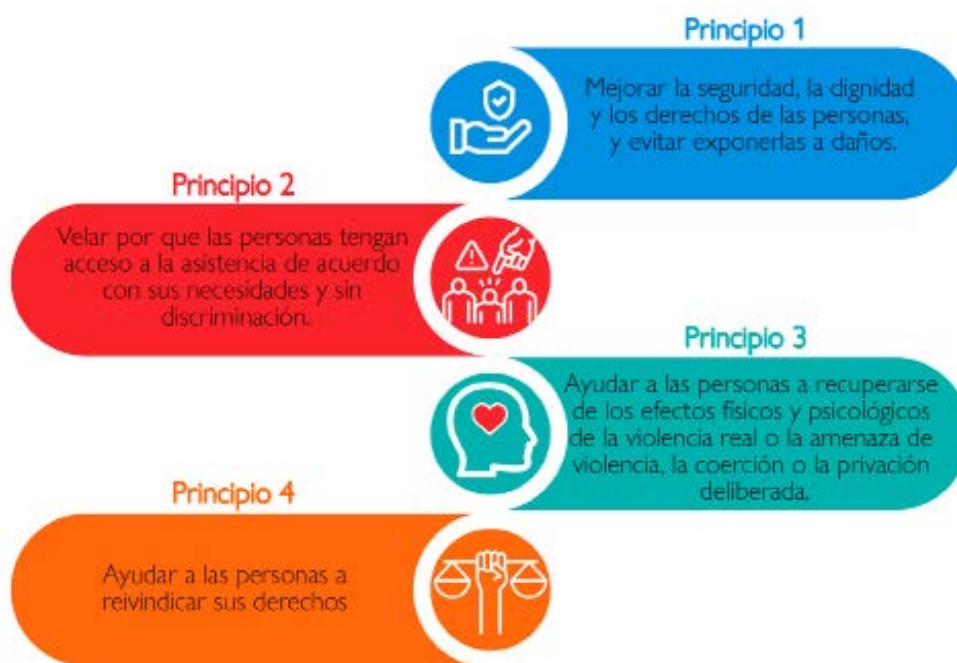 Principio 1
Mejorar la seguridad, la dignidad
y los derechos de las personas,
y evitar exponerlas a daños.
Principio 2
Velar por que las personas tengan
acceso a la asistencia de acuerdo
con sus necesidades y sin
discriminación.
Principio 3
Ayudar a las personas a recuperarse
de los efectos físicos y psicológicos
de la violencia real o la amenaza de
violencia, la coerción o la privación
deliberada.
Principio 4
Ayudar a las personas a
reivindicar sus derechos